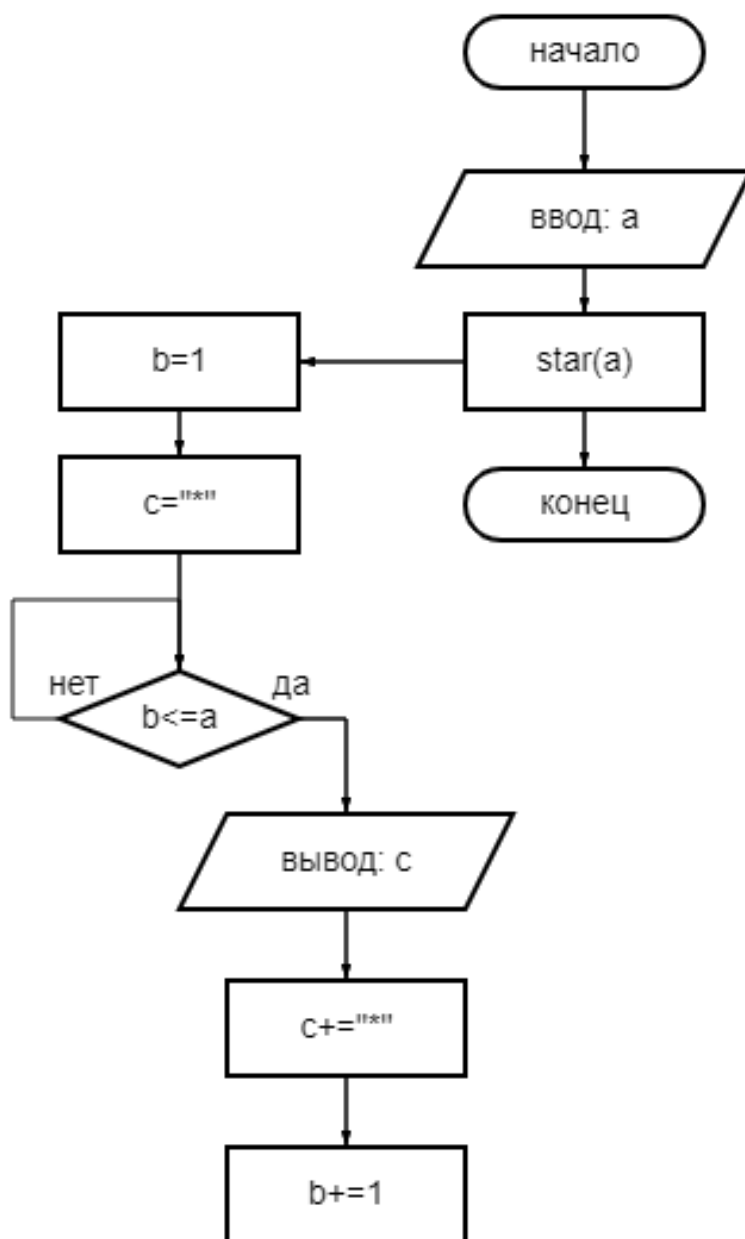 начало
ввод: a
b=1
star(a)
c="*"
конец
нет
да
b<=a
вывод: c
c+="*"
b+=1